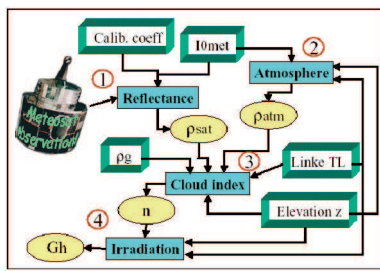 Calib. coeff
I0met
2
1
Atmosphere
Meteosat
observations
Reflectance
ρsat
ρatm
ρg
3
Linke TL
Cloud index
n
Elevation z
4
Gh
Irradiation